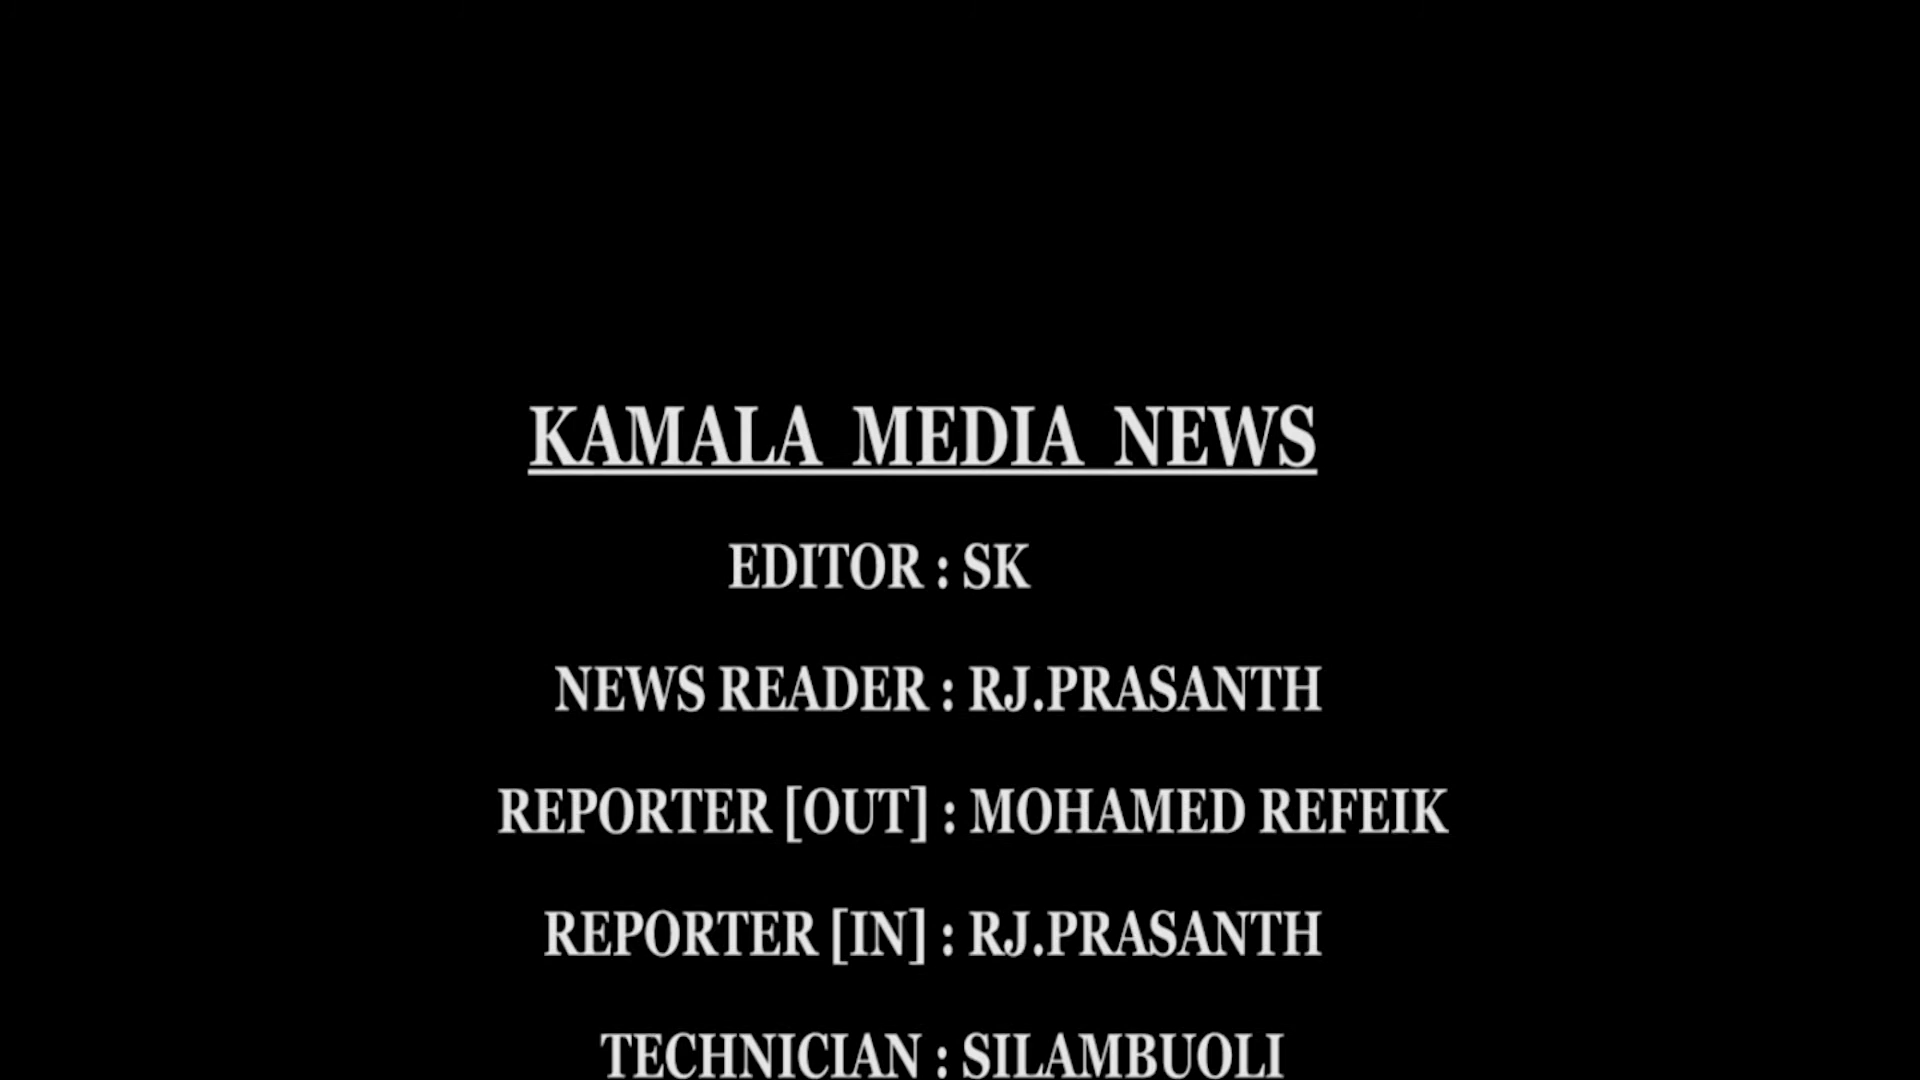 KAMALA MEDIA NEWS
EDITOR : SK
NEWS READER : RJ.PRASANTH
REPORTER [OUT] : MOHAMED REFEIK
REPORTER [IN] : RJ.PRASANTH
TECHNICIAN : SILAMBUOLI